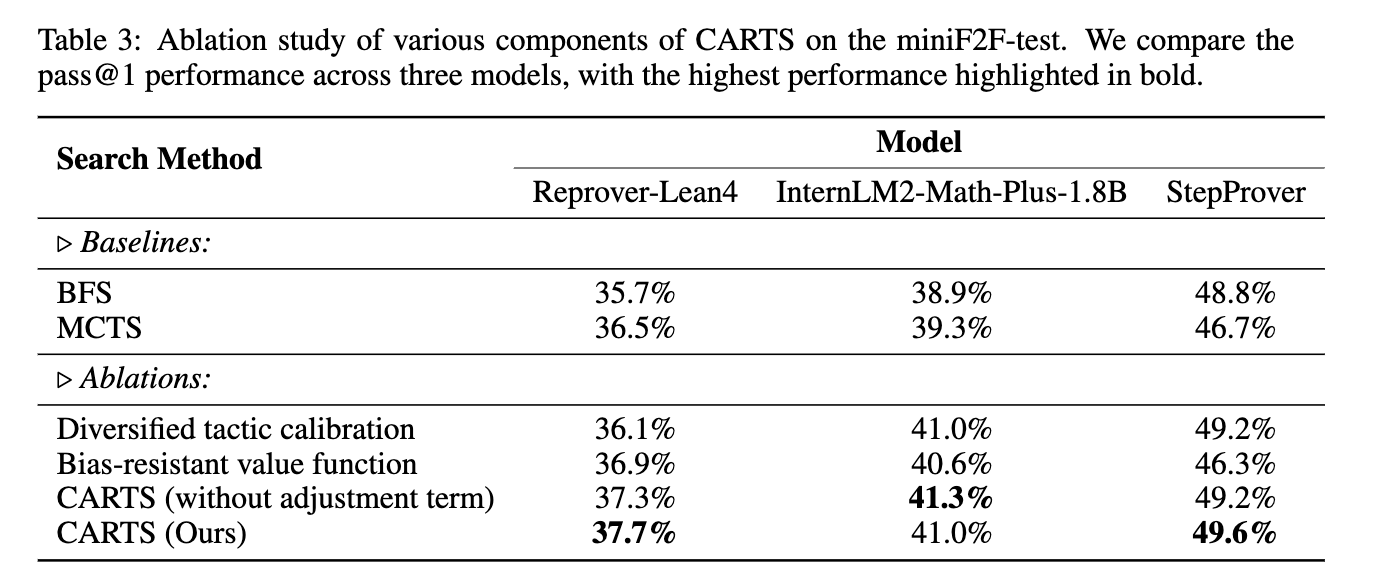 Table 3: Ablation study of various components of CARTS on the miniF2F-test. We compare the
pass@1 performance across three models, with the highest performance highlighted in bold.
Search Method Model
Reprover-Lean4 InternLM2-Math-Plus-1.8B StepProver
▷ Baselines:
BFS 35.7% 38.9% 48.8%
MCTS 36.5% 39.3% 46.7%
▷ Ablations:
Diversified tactic calibration 36.1% 41.0% 49.2%
Bias-resistant value function 36.9% 40.6% 46.3%
CARTS (without adjustment term) 37.3% 41.3% 49.2%
CARTS (Ours) 37.7% 41.0% 49.6%